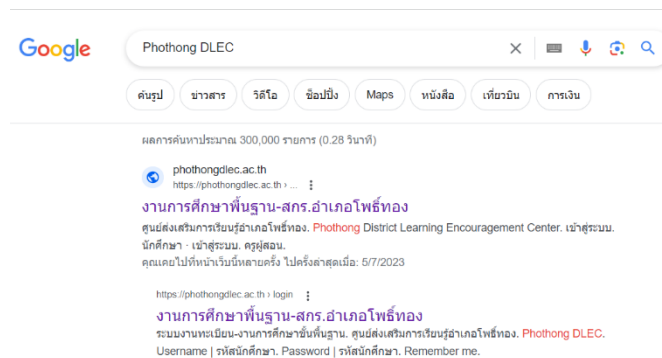 Google
Phothong DLEC
ค้นรูป ข่าวสาร วิดีโอ ช็อปปิ้ง Maps หนังสือ เที่ยวบิน การเงิน
ผลการค้นหาประมาณ 300,000 รายการ (0.28 วินาที)
phothongdlec.ac.th
https://phothongdlec.ac.th › ...
งานการศึกษาพื้นฐาน-สกร.อำเภอโพธิ์ทอง
ศูนย์ส่งเสริมการเรียนรู้อำเภอโพธิ์ทอง. Phothong District Learning Encouragement Center. เข้าสู่ระบบ.
นักศึกษา - เข้าสู่ระบบ. ครูผู้สอน.
คุณเคยไปที่หน้าเว็บนี้หลายครั้ง ไปครั้งล่าสุดเมื่อ: 5/7/2023
https://phothongdlec.ac.th › login
งานการศึกษาพื้นฐาน-สกร.อำเภอโพธิ์ทอง
ระบบงานทะเบียน-งานการศึกษาขั้นพื้นฐาน. ศูนย์ส่งเสริมการเรียนรู้อำเภอโพธิ์ทอง. Phothong DLEC.
Username | รหัสนักศึกษา. Password | รหัสนักศึกษา. Remember me.